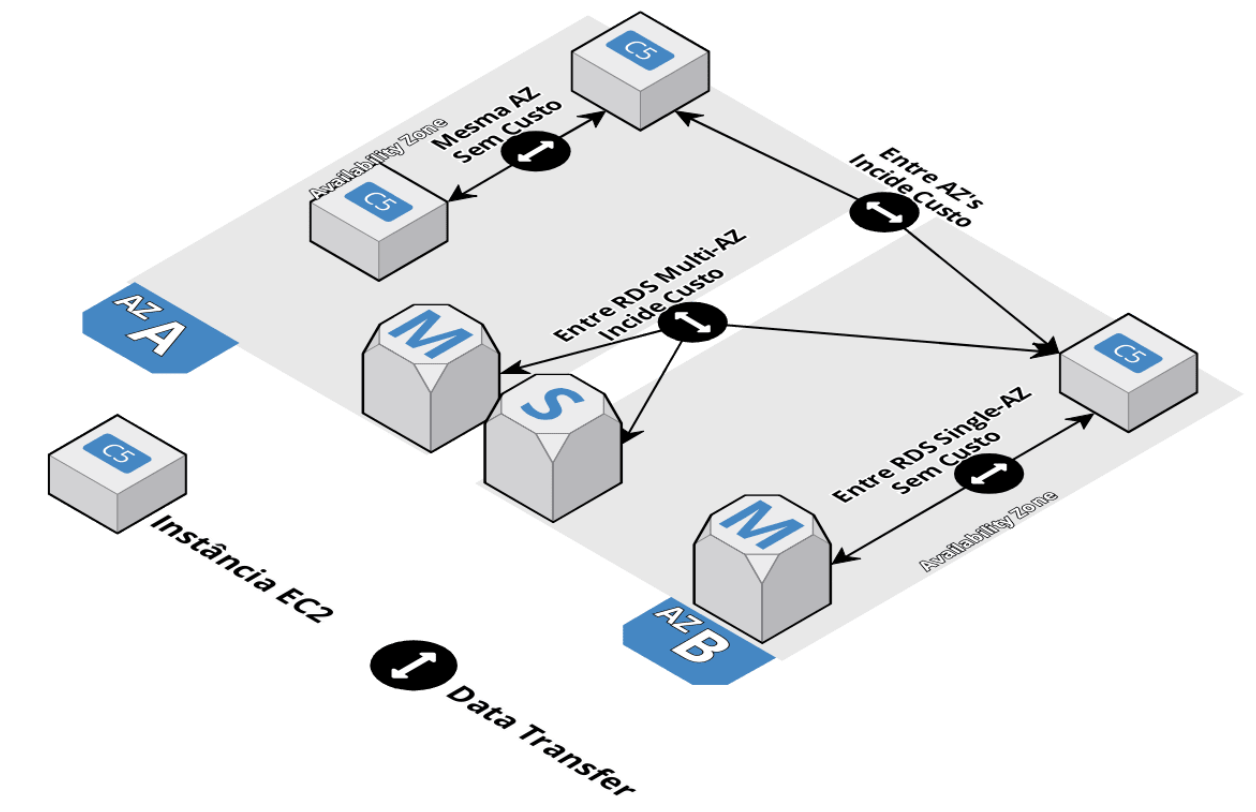 C5
Mesma AZ
Sem Custo
Availability Zone
C5
Entre AZ's
Incide Custo
AZ A
Entre RDS Multi-AZ
Incide Custo
M
S
C5
Entre RDS Single-AZ
Sem Custo
Availability Zone
M
AZ B
C5
Instância EC2
Data Transfer